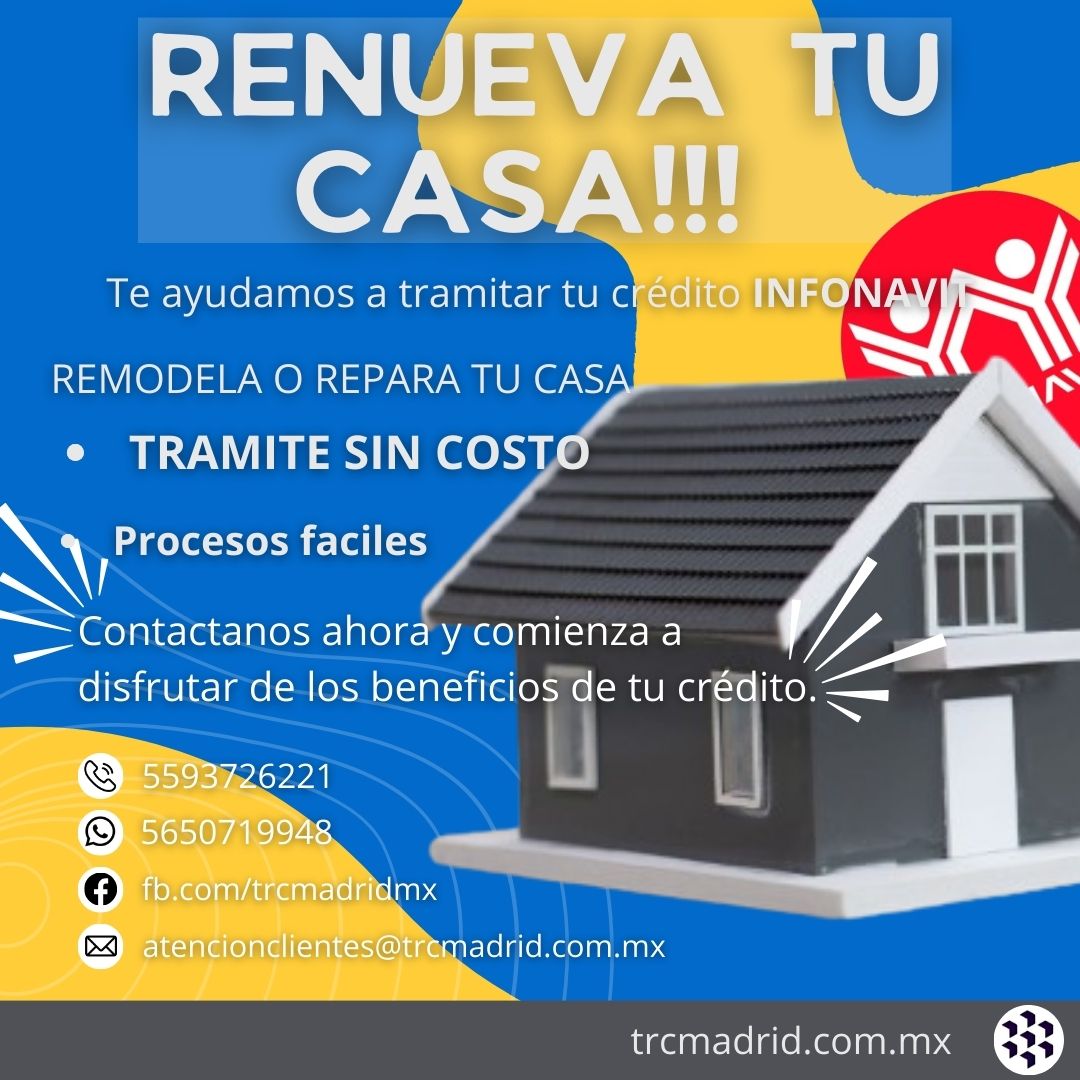 RENUEVA TU
CASA!!!
Te ayudamos a tramitar tu crédito INFONAVIT
REMODELA O REPARA TU CASA
• TRAMITE SIN COSTO
• Procesos faciles
Contactanos ahora y comienza a
disfrutar de los beneficios de tu crédito.
5593726221
5650719948
fb.com/trcmadridmx
atencionclientes@trcmadrid.com.mx
trcmadrid.com.mx